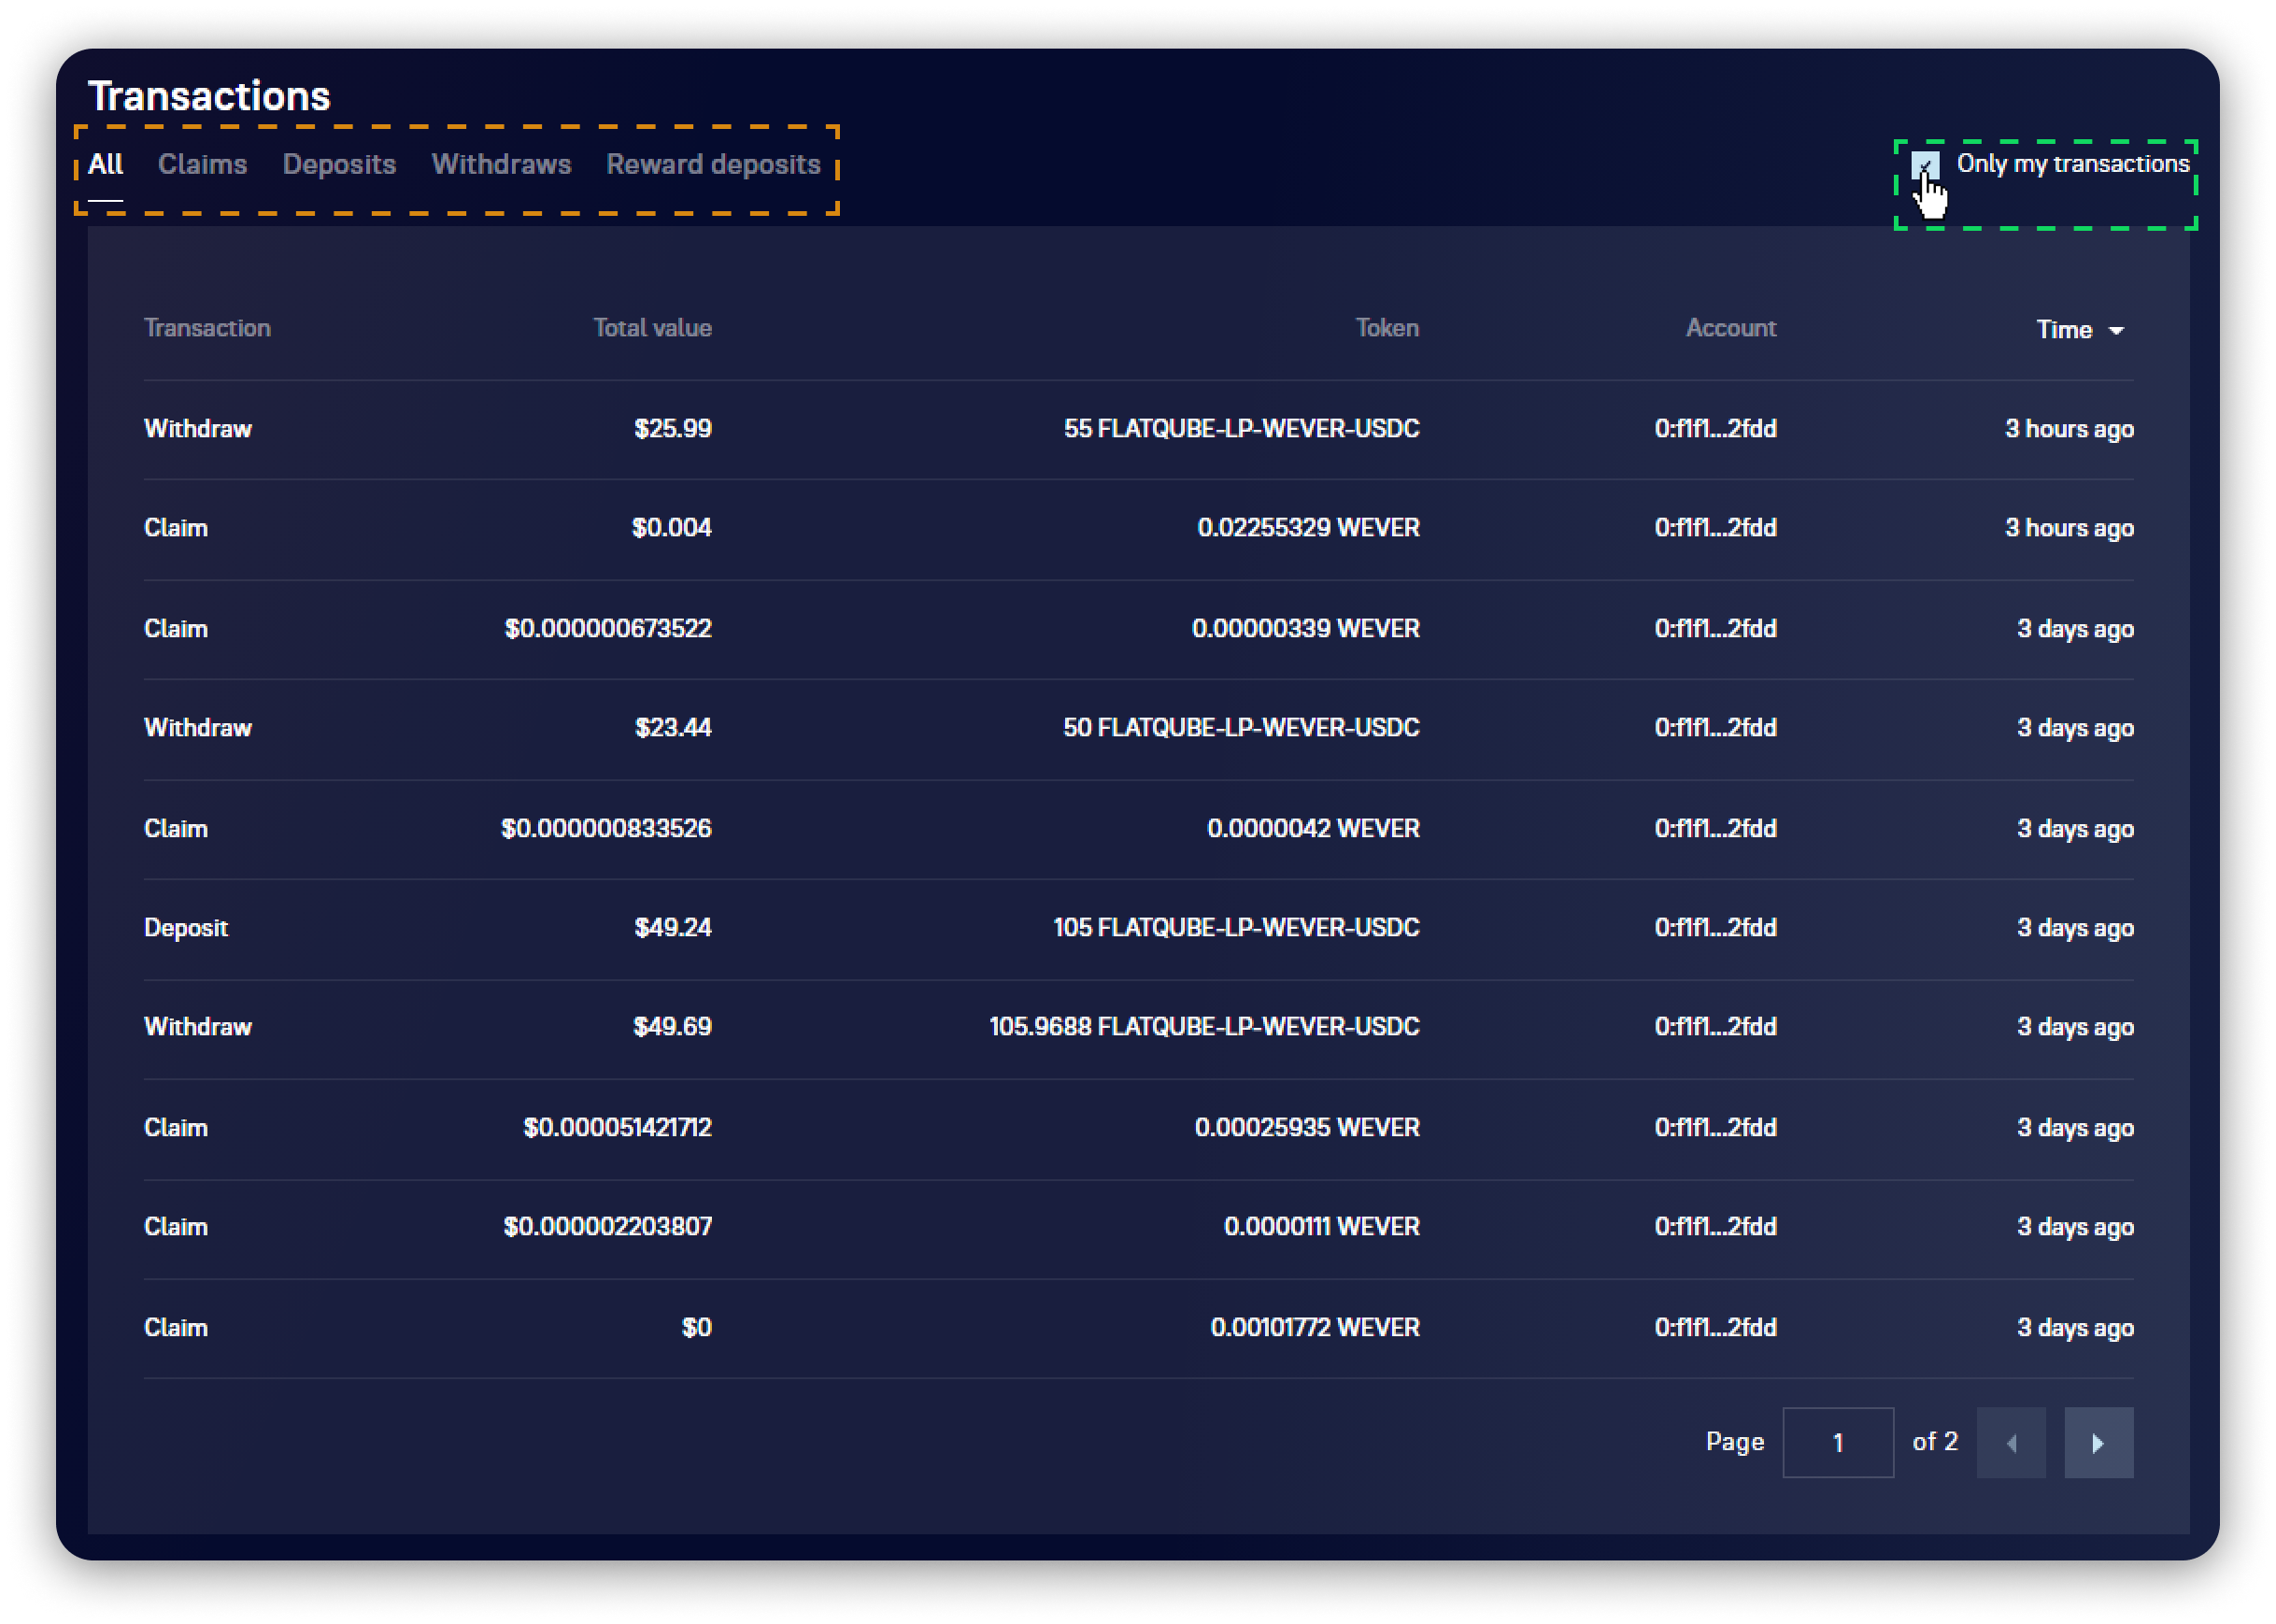 Transactions
All Claims Deposits Withdraws Reward deposits Only my transactions
Transaction Total value Token Account Time
Withdraw $25.99 55 FLATQUBE-LP-WEVER-USDC 0:f1f1...2fdd 3 hours ago
Claim $0.004 0.02255329 WEVER 0:f1f1...2fdd 3 hours ago
Claim $0.000000673522 0.00000339 WEVER 0:f1f1...2fdd 3 days ago
Withdraw $23.44 50 FLATQUBE-LP-WEVER-USDC 0:f1f1...2fdd 3 days ago
Claim $0.000000833526 0.0000042 WEVER 0:f1f1...2fdd 3 days ago
Deposit $49.24 105 FLATQUBE-LP-WEVER-USDC 0:f1f1...2fdd 3 days ago
Withdraw $49.69 105.9688 FLATQUBE-LP-WEVER-USDC 0:f1f1...2fdd 3 days ago
Claim $0.000051421712 0.00025935 WEVER 0:f1f1...2fdd 3 days ago
Claim $0.000002203807 0.0000111 WEVER 0:f1f1...2fdd 3 days ago
Claim $0 0.00101772 WEVER 0:f1f1...2fdd 3 days ago
Page 1 of 2